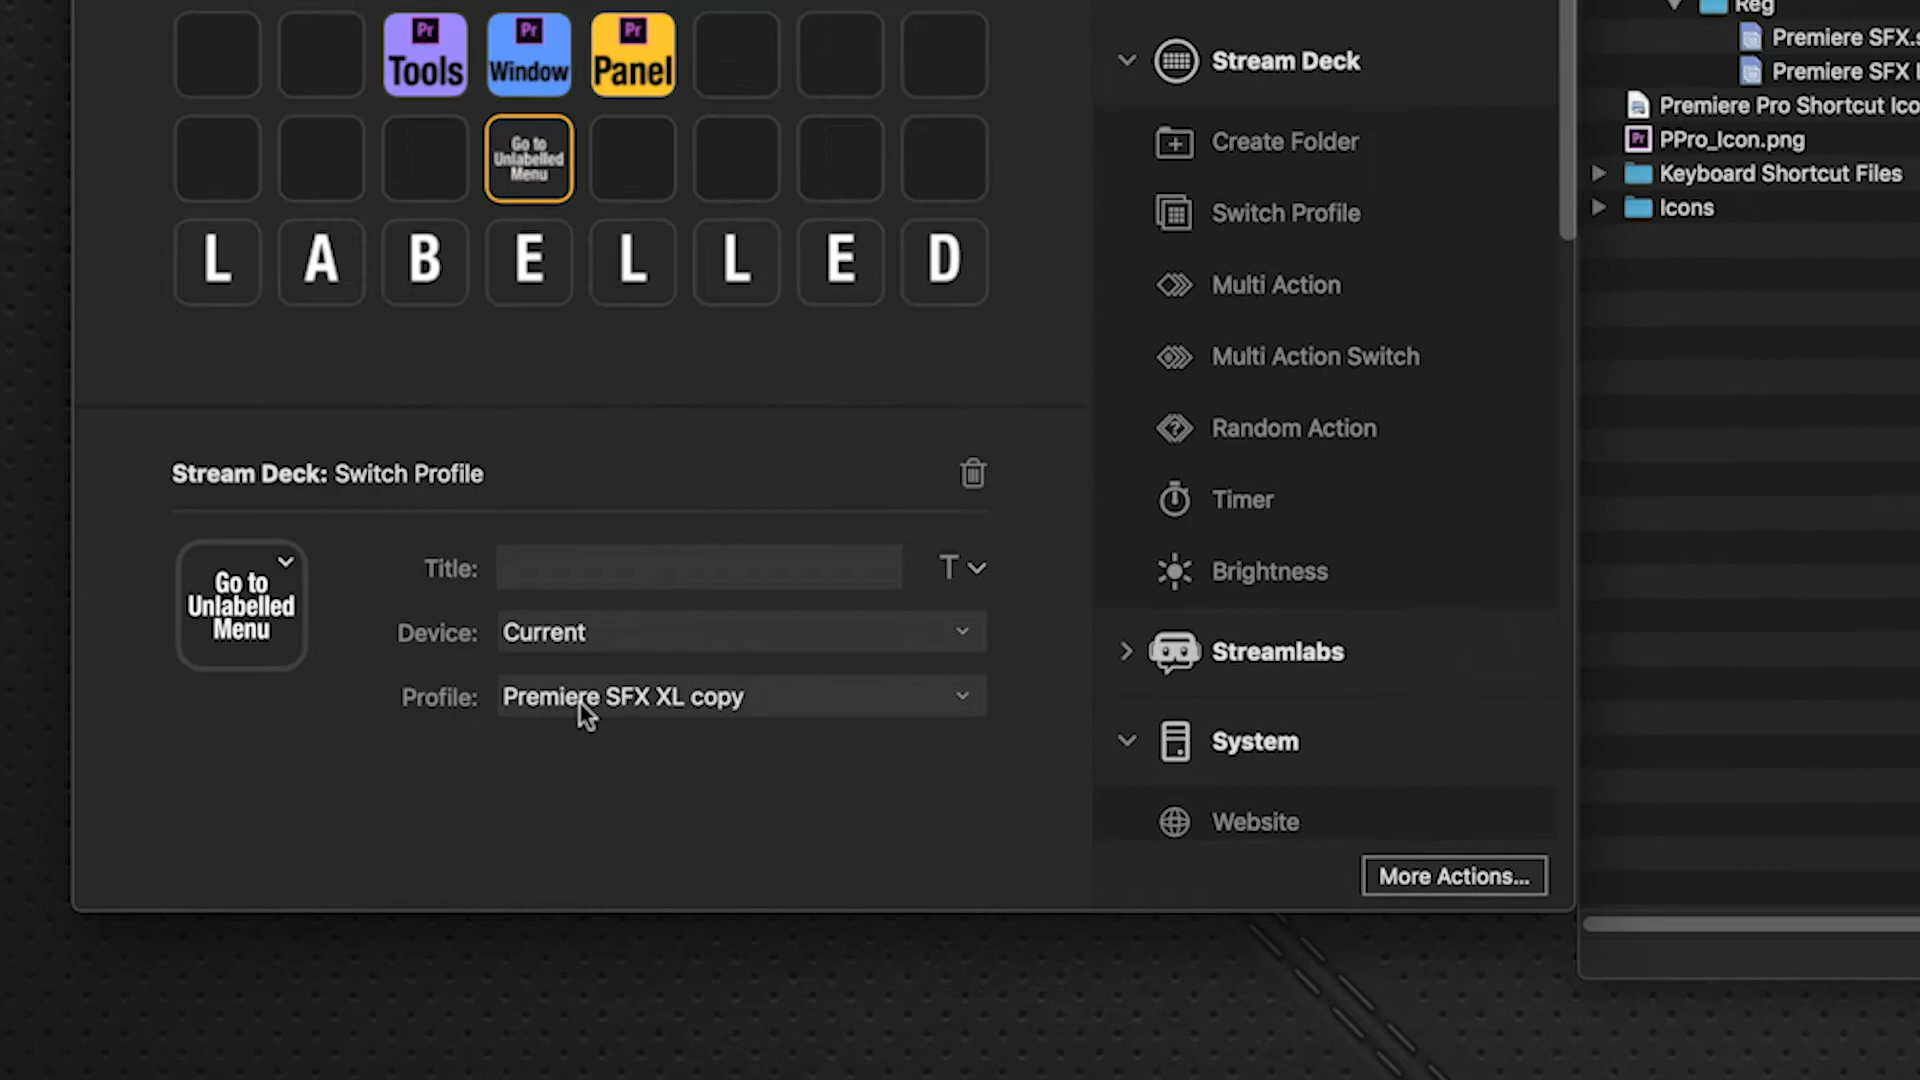 Pr
Tools
Pr
Window
Pr
Panel
Go to
Unlabelled
Menu
L A B E L L E D
Stream Deck: Switch Profile
Go to
Unlabelled
Menu
Title:
T
Device: Current
Profile: Premiere SFX XL copy
Stream Deck
Create Folder
Switch Profile
Multi Action
Multi Action Switch
Random Action
Timer
Brightness
Streamlabs
System
Website
More Actions...
Reg
Premiere SFX.s
Premiere SFX
Premiere Pro Shortcut Ico
Pr
PPro_Icon.png
Keyboard Shortcut Files
Icons